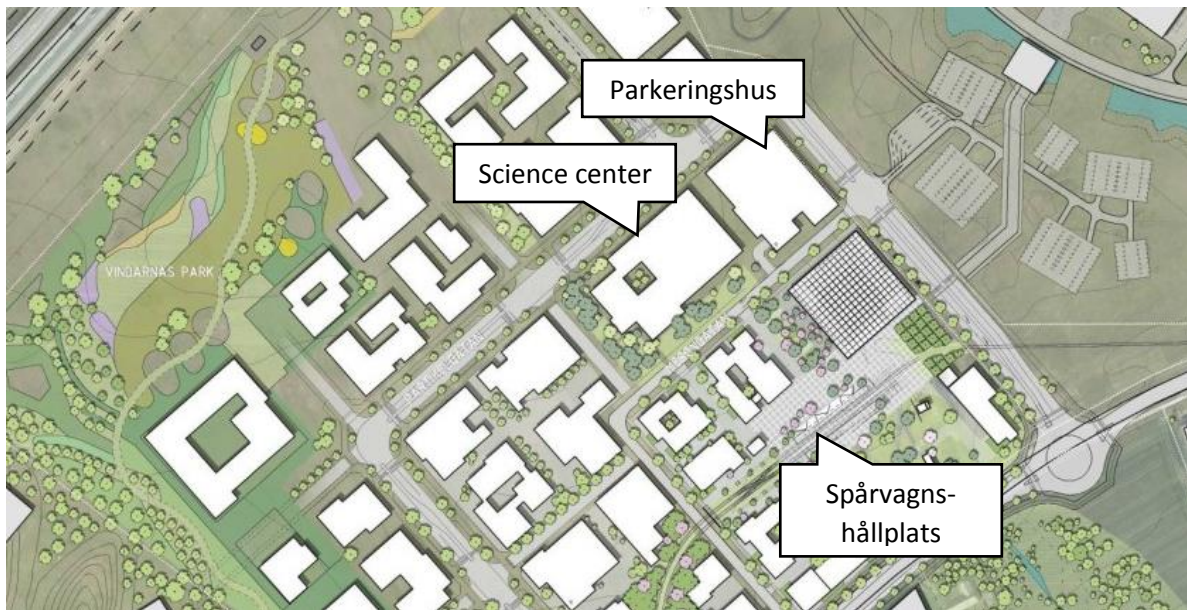 Parkeringshus
Science center
VINDARNAS PARK
Spårvagns-
hållplats